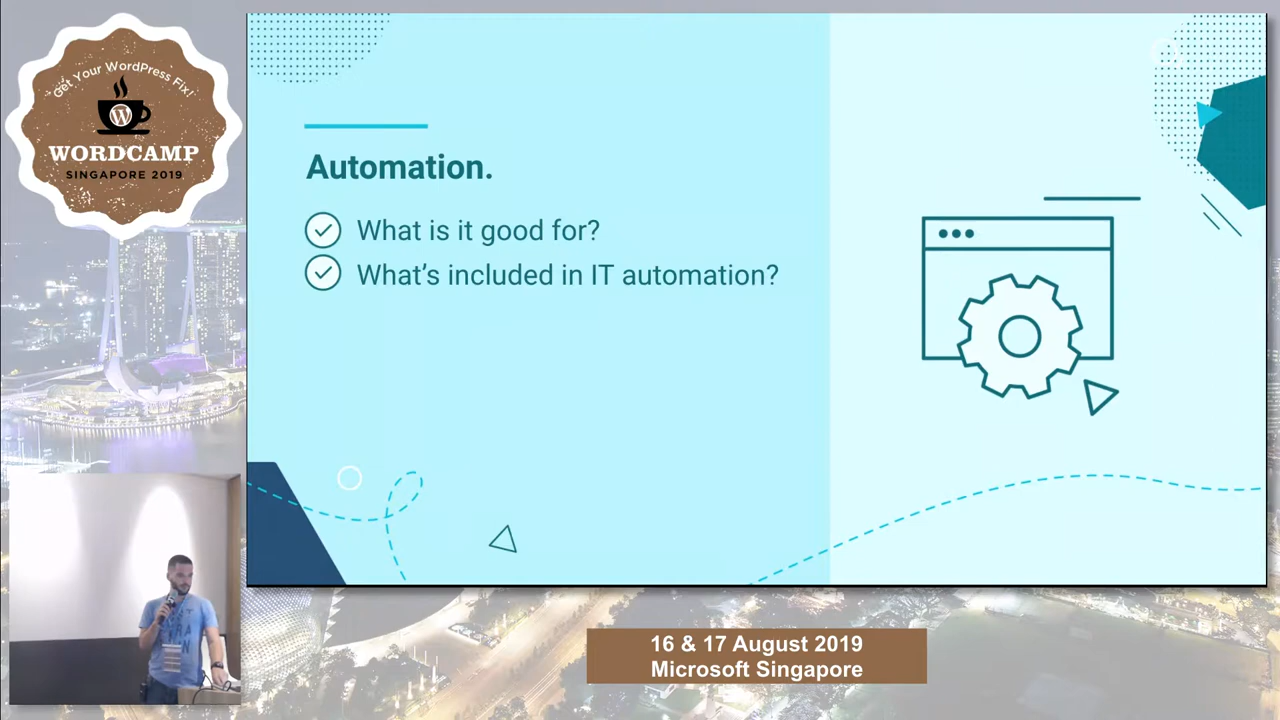 Get Your WordPress Fix!
WORDCAMP
SINGAPORE 2019
Automation.
What is it good for?
What's included in IT automation?
16 & 17 August 2019
Microsoft Singapore